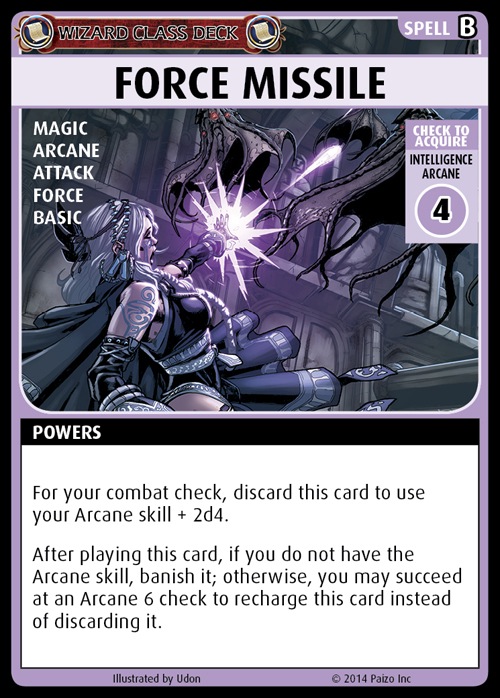 WIZARD CLASS DECK
SPELL B
FORCE MISSILE
MAGIC
ARCANE
ATTACK
FORCE
BASIC
CHECK TO
ACQUIRE
INTELLIGENCE
ARCANE
4
POWERS
For your combat check, discard this card to use
your Arcane skill + 2d4.
After playing this card, if you do not have the
Arcane skill, banish it; otherwise, you may succeed
at an Arcane 6 check to recharge this card instead
of discarding it.
Illustrated by Udon
© 2014 Paizo Inc